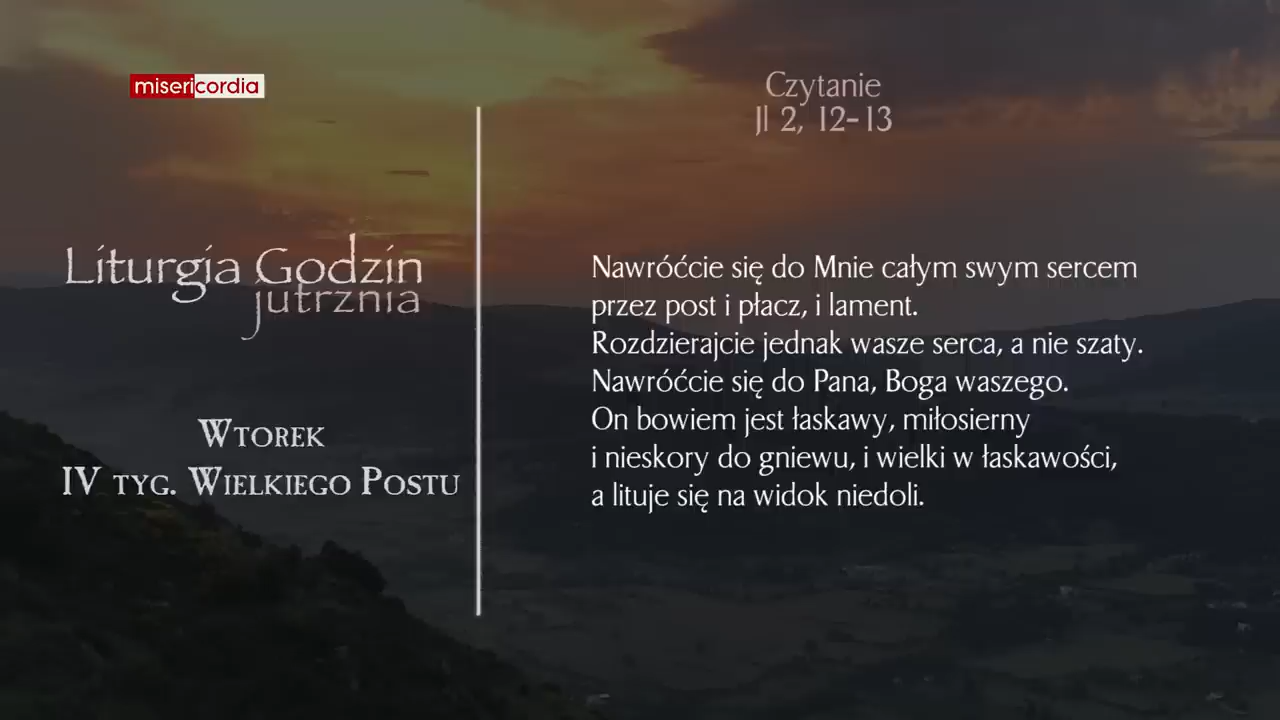 misericordia
Liturgia Godzin
jutrznia
Wtorek
IV tyg. Wielkiego Postu
Czytanie
Jl 2, 12-13
Nawróćcie się do Mnie całym swym sercem
przez post i płacz, i lament.
Rozdzierajcie jednak wasze serca, a nie szaty.
Nawróćcie się do Pana, Boga waszego.
On bowiem jest łaskawy, miłosierny
i nieskory do gniewu, i wielki w łaskawości,
a lituje się na widok niedoli.